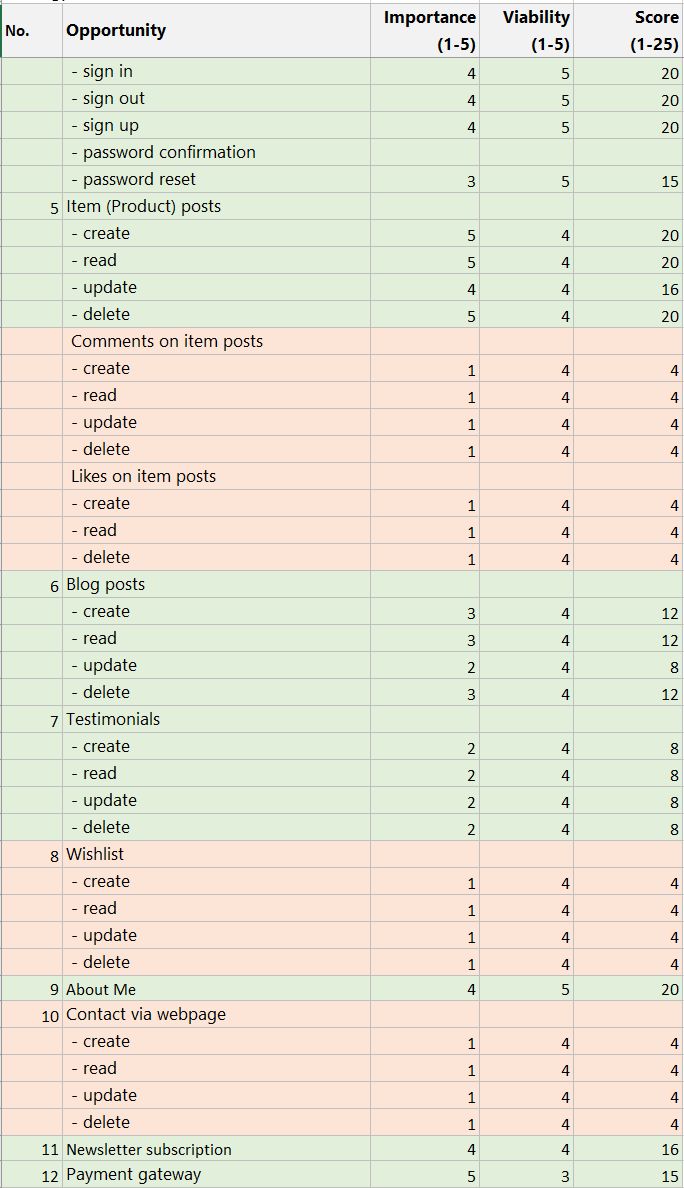 No. Opportunity Importance (1-5) Viability (1-5) Score (1-25)
- sign in 4 5 20
- sign out 4 5 20
- sign up 4 5 20
- password confirmation
- password reset 3 5 15
5 Item (Product) posts
- create 5 4 20
- read 5 4 20
- update 4 4 16
- delete 5 4 20
Comments on item posts
- create 1 4 4
- read 1 4 4
- update 1 4 4
- delete 1 4 4
Likes on item posts
- create 1 4 4
- read 1 4 4
- delete 1 4 4
6 Blog posts
- create 3 4 12
- read 3 4 12
- update 2 4 8
- delete 3 4 12
7 Testimonials
- create 2 4 8
- read 2 4 8
- update 2 4 8
- delete 2 4 8
8 Wishlist
- create 1 4 4
- read 1 4 4
- update 1 4 4
- delete 1 4 4
9 About Me 4 5 20
10 Contact via webpage
- create 1 4 4
- read 1 4 4
- update 1 4 4
- delete 1 4 4
11 Newsletter subscription 4 4 16
12 Payment gateway 5 3 15